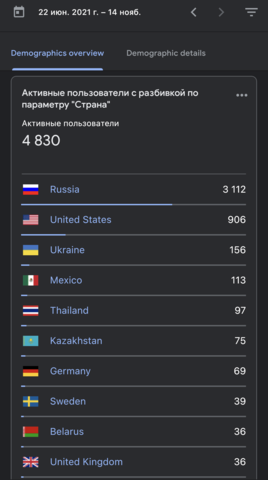 22 июн. 2021 г. – 14 нояб.
Demographics overview
Demographic details
Активные пользователи с разбивкой по
параметру "Страна"
Активные пользователи
4 830
Russia 3 112
United States 906
Ukraine 156
Mexico 113
Thailand 97
Kazakhstan 75
Germany 69
Sweden 39
Belarus 36
United Kingdom 36